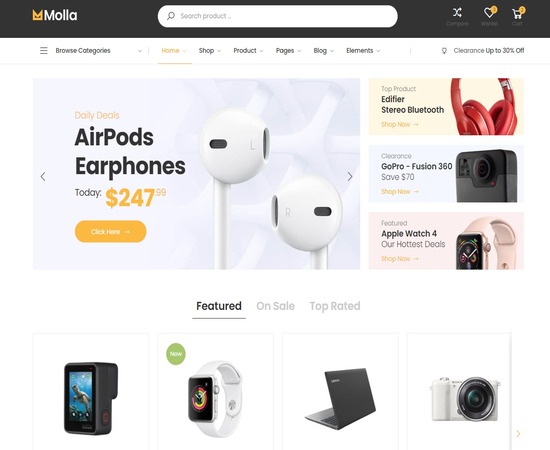 Molla
Search product ...
Compare
Wishlist
Cart
Browse Categories
Home
Shop
Product
Pages
Blog
Elements
Clearance Up to 30% Off
Daily Deals
AirPods
Earphones
Today: $247.99
Click Here →
L
R
Top Product
Edifier
Stereo Bluetooth
Shop Now →
Clearance
GoPro - Fusion 360
Save $70
Shop Now →
Featured
Apple Watch 4
Our Hottest Deals
Shop Now →
Featured
On Sale
Top Rated
New